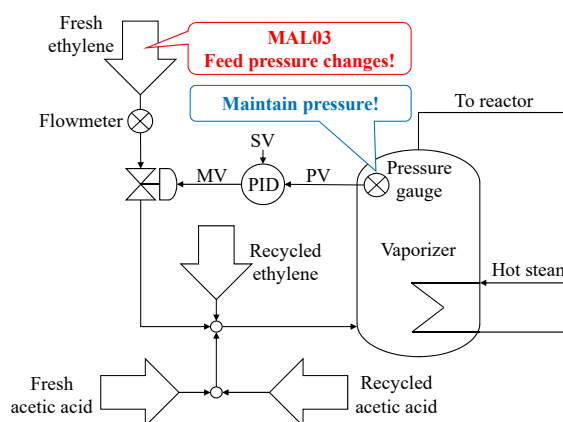 Fresh
ethylene
MAL03
Feed pressure changes!
Maintain pressure!
To reactor
Flowmeter
SV
MV
PID
PV
Pressure
gauge
Recycled
ethylene
Vaporizer
Hot steam
Fresh
acetic acid
Recycled
acetic acid